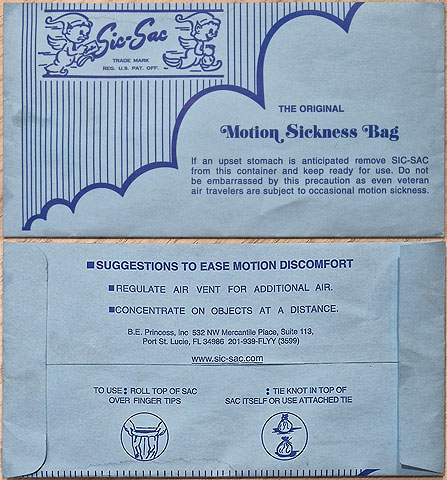 Sic-Sac
TRADE MARK
REG. U.S. PAT. OFF.
THE ORIGINAL
Motion Sickness Bag
If an upset stomach is anticipated remove SIC-SAC
from this container and keep ready for use. Do not
be embarrassed by this precaution as even veteran
air travelers are subject to occasional motion sickness.
■SUGGESTIONS TO EASE MOTION DISCOMFORT
■REGULATE AIR VENT FOR ADDITIONAL AIR.
■CONCENTRATE ON OBJECTS AT A DISTANCE.
B.E. Princess, Inc 532 NW Mercantile Place, Suite 113,
Port St. Lucie, FL 34986 201-939-FLYY (3599)
www.sic-sac.com
TO USE: ROLL TOP OF SAC
OVER FINGER TIPS
: TIE KNOT IN TOP OF
SAC ITSELF OR USE ATTACHED TIE